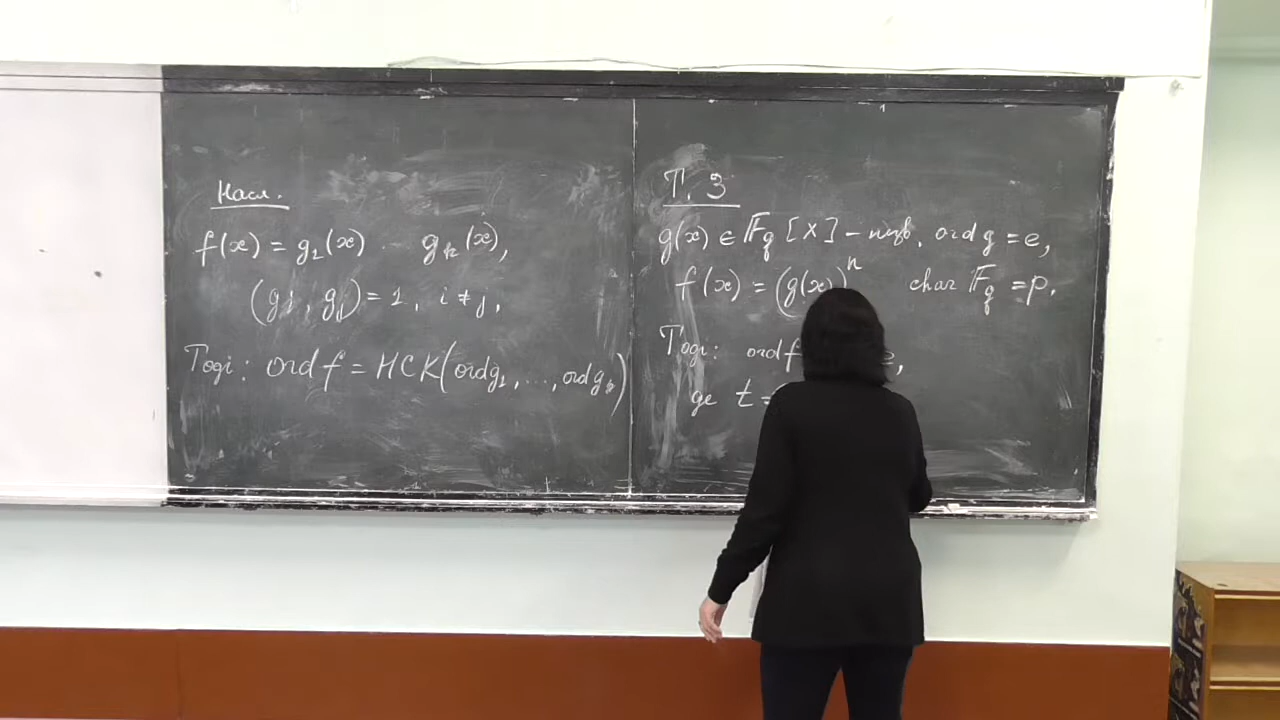 Насл.
f(x) = g₁(x) ... gₖ(x),
(gᵢ, gⱼ) = 1, i ≠ j,
Тоді: ord f = НСК(ord g₁, ..., ord gₖ)
Т. 3
g(x) ∈ 𝔽q [x] – незв, ord g = e,
f(x) = (g(x))ⁿ char 𝔽q = p.
Тоді: ord f e,
де t =